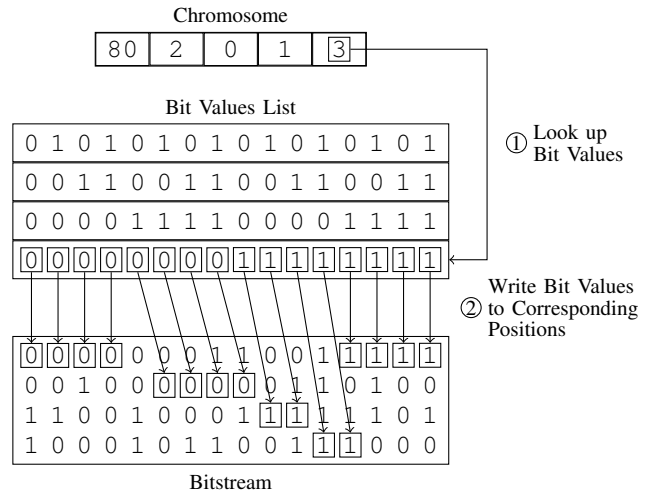 Chromosome
80 2 0 1 3
Bit Values List
0 1 0 1 0 1 0 1 0 1 0 1 0 1 0 1
0 0 1 1 0 0 1 1 0 0 1 1 0 0 1 1
0 0 0 0 1 1 1 1 0 0 0 0 1 1 1 1
0 0 0 0 0 0 0 0 1 1 1 1 1 1 1 1
① Look up
Bit Values
② Write Bit Values
to Corresponding
Positions
0 0 0 0 0 0 0 1 1 0 0 1 1 1 1 1
0 0 1 0 0 0 0 0 0 0 1 1 0 1 0 0
1 1 0 0 1 0 0 0 1 1 1 1 1 1 0 1
1 0 0 0 1 0 1 1 0 0 1 1 1 0 0 0
Bitstream